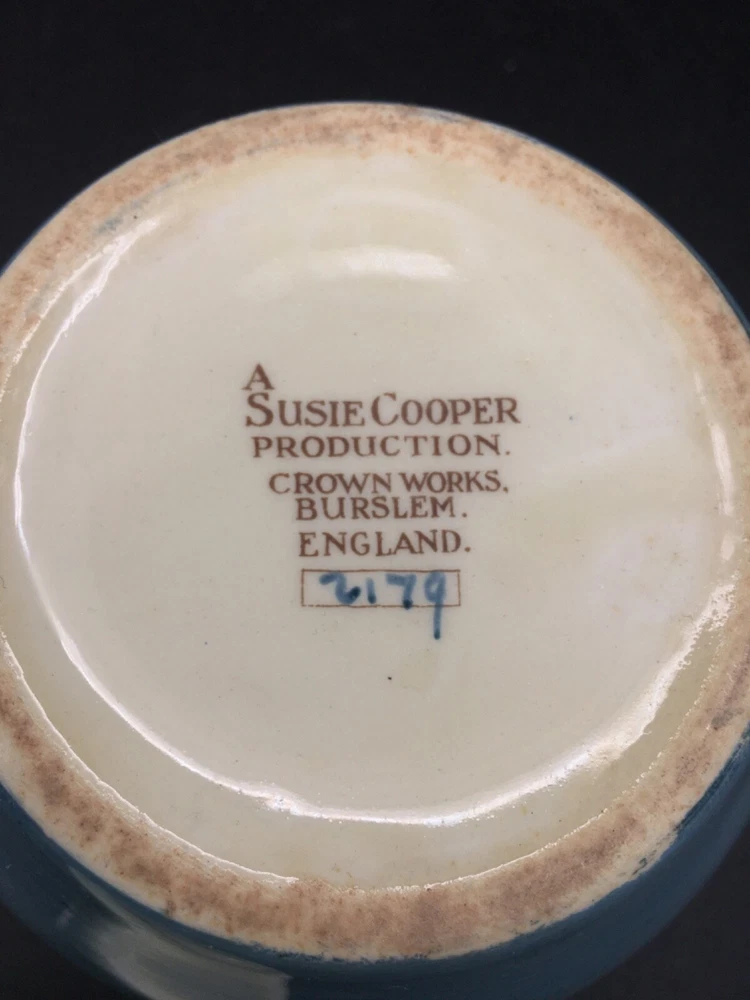 A
SUSIE COOPER
PRODUCTION.
CROWN WORKS,
BURSLEM.
ENGLAND.
2179